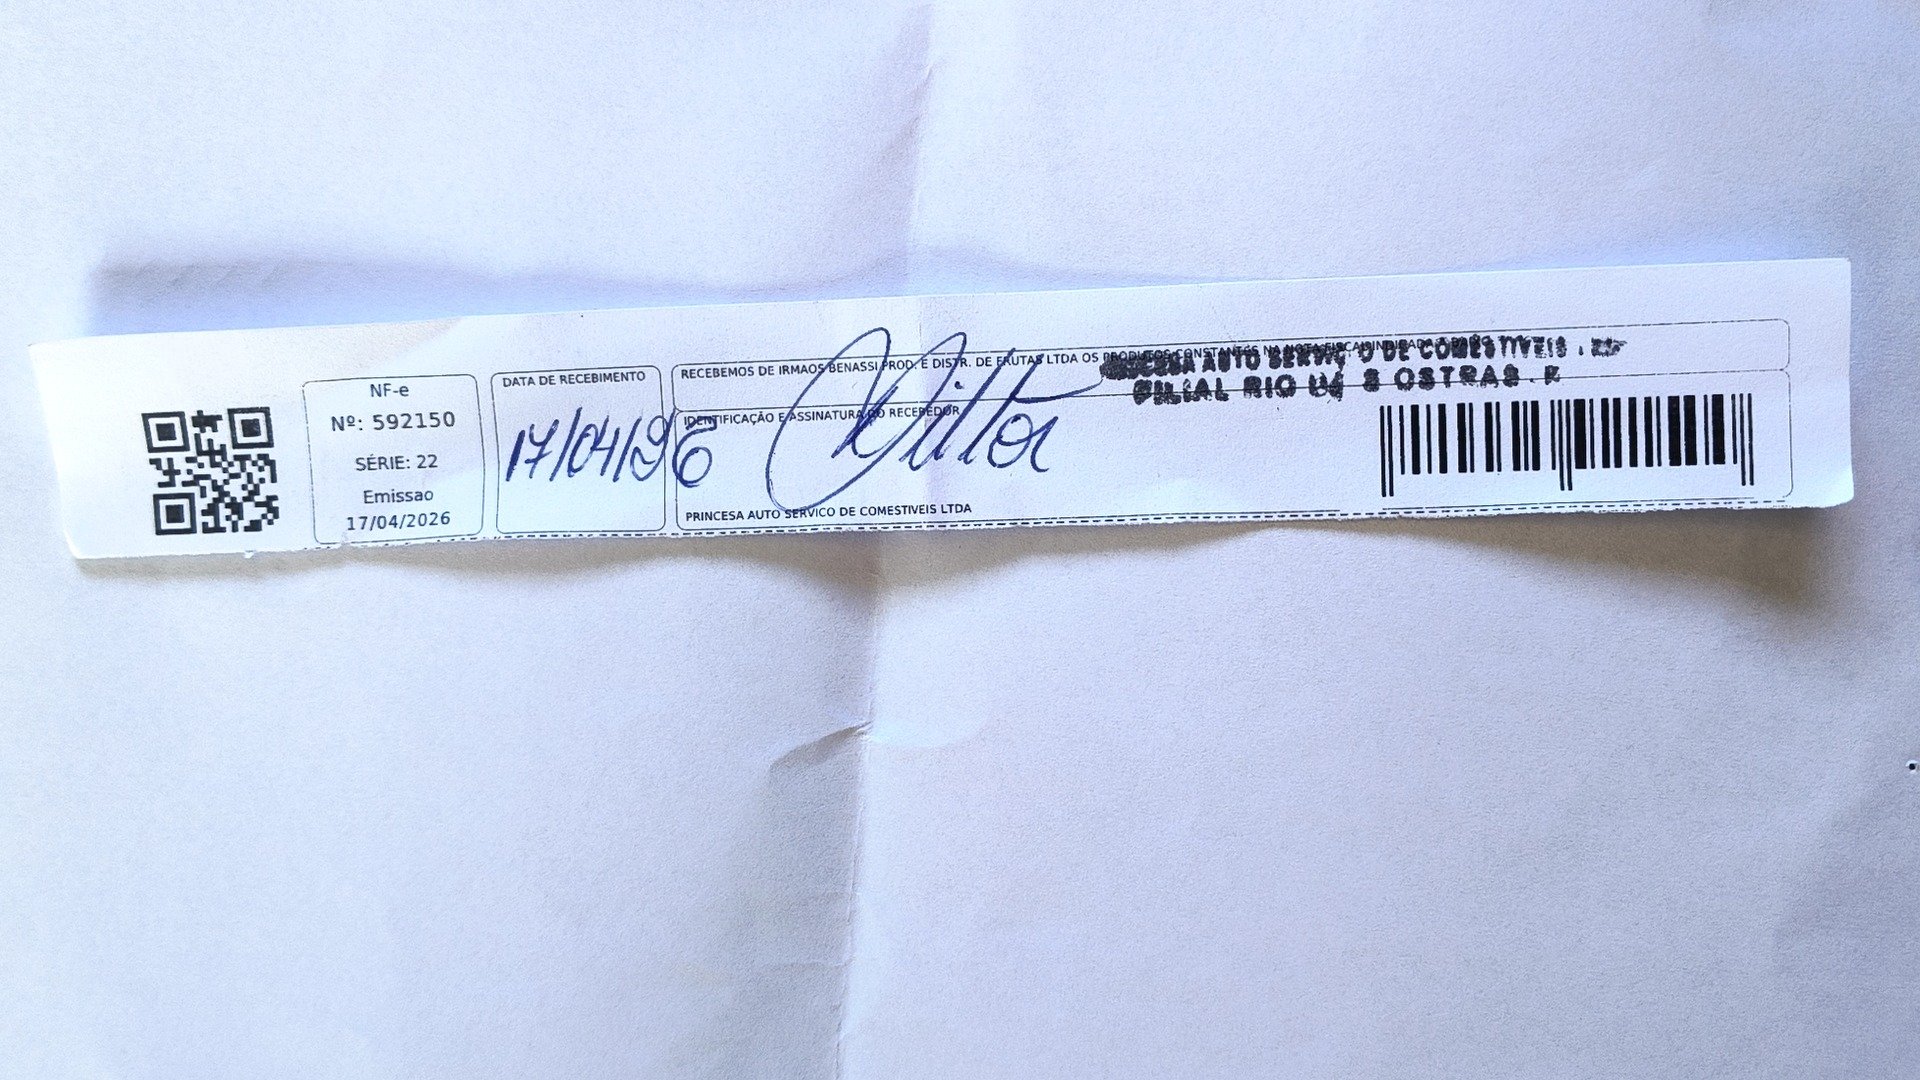 NF-e
Nº: 592150
SÉRIE: 22
Emissao
17/04/2026
DATA DE RECEBIMENTO
17/04/26
RECEBEMOS DE IRMAOS BENASSI PROD. E DISTR. DE FRUTAS LTDA OS PRODUTOS CONSTANTES NA NOTA FISCAL INDICADA
AUTO SERVIÇO DE COMESTIVEIS
FILIAL RIO OSTRAS
IDENTIFICAÇÃO E ASSINATURA DO RECEBEDOR
PRINCESA AUTO SERVICO DE COMESTIVEIS LTDA